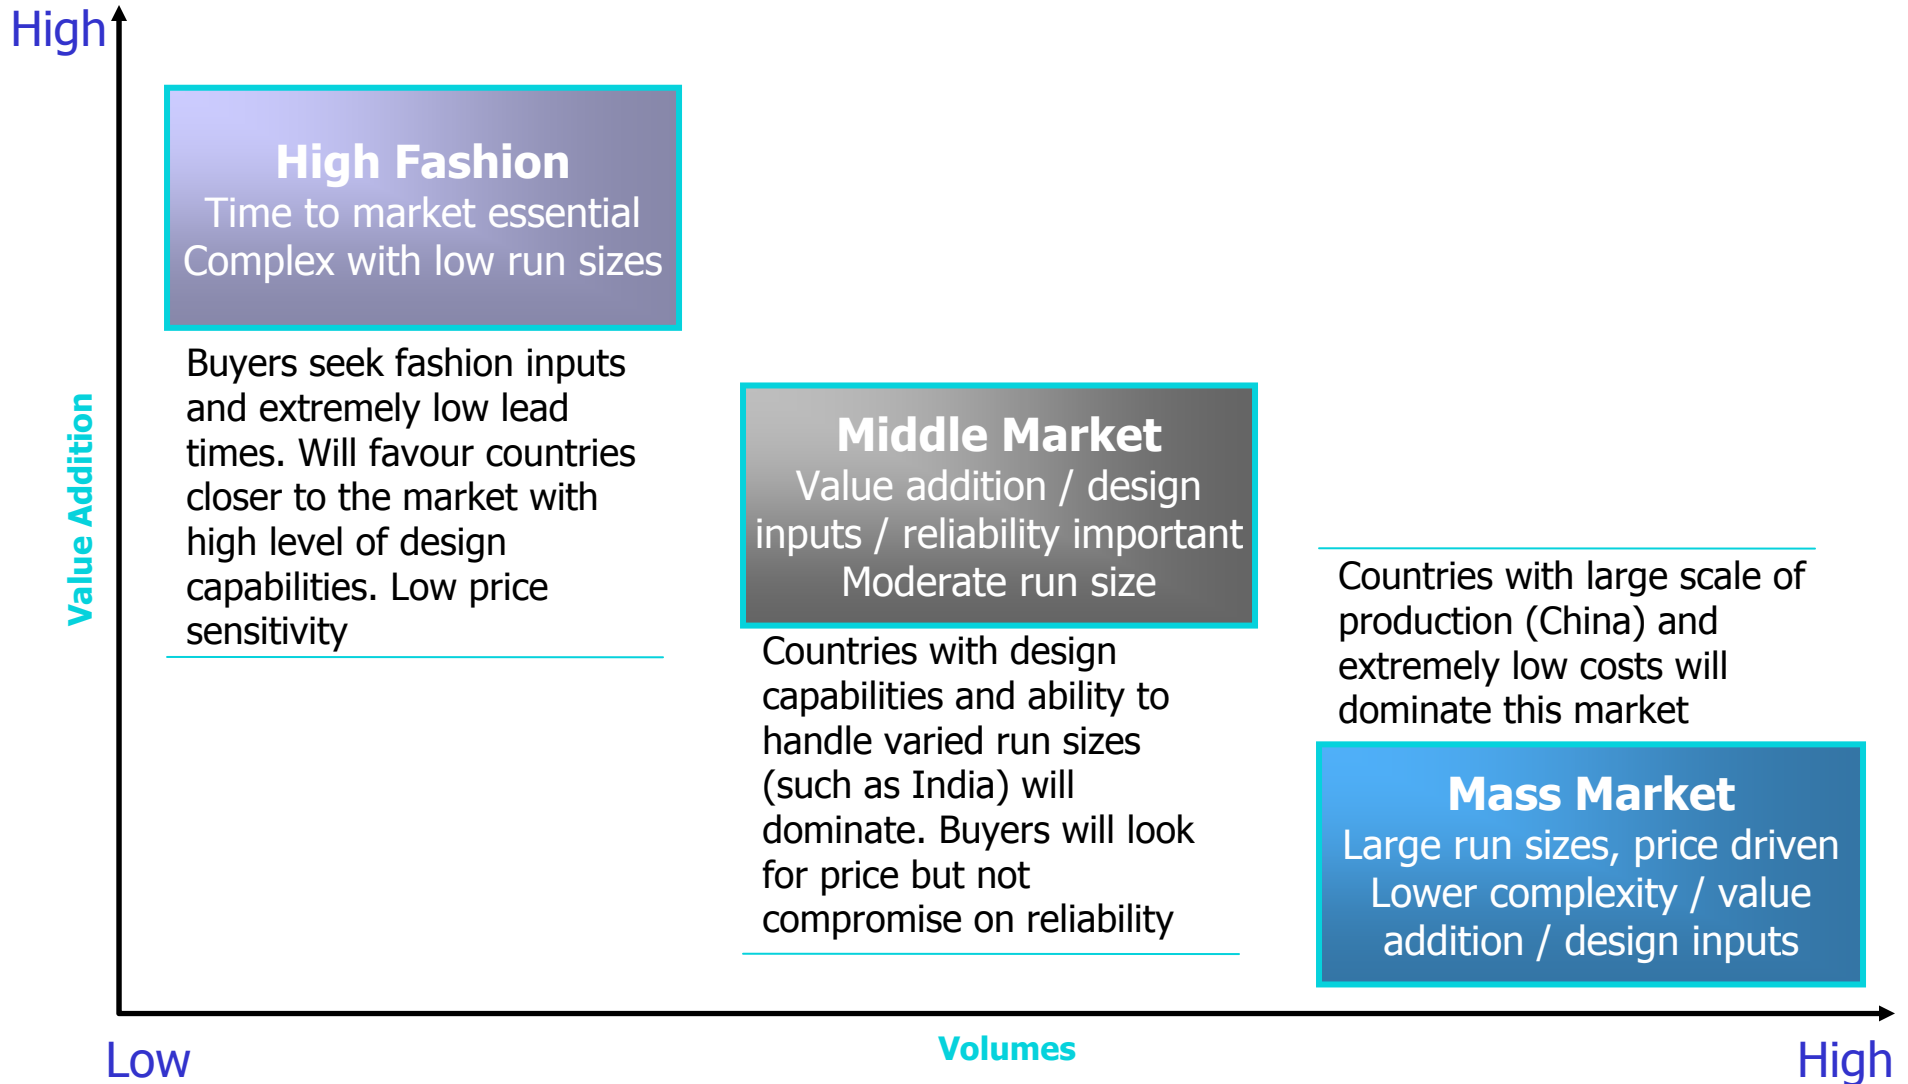 High
High Fashion
Time to market essential
Complex with low run sizes
Buyers seek fashion inputs
and extremely low lead
times. Will favour countries
closer to the market with
high level of design
capabilities. Low price
sensitivity
Value Addition
Middle Market
Value addition / design
inputs / reliability important
Moderate run size
Countries with design
capabilities and ability to
handle varied run sizes
(such as India) will
dominate. Buyers will look
for price but not
compromise on reliability
Countries with large scale of
production (China) and
extremely low costs will
dominate this market
Mass Market
Large run sizes, price driven
Lower complexity / value
addition / design inputs
Low
Volumes
High